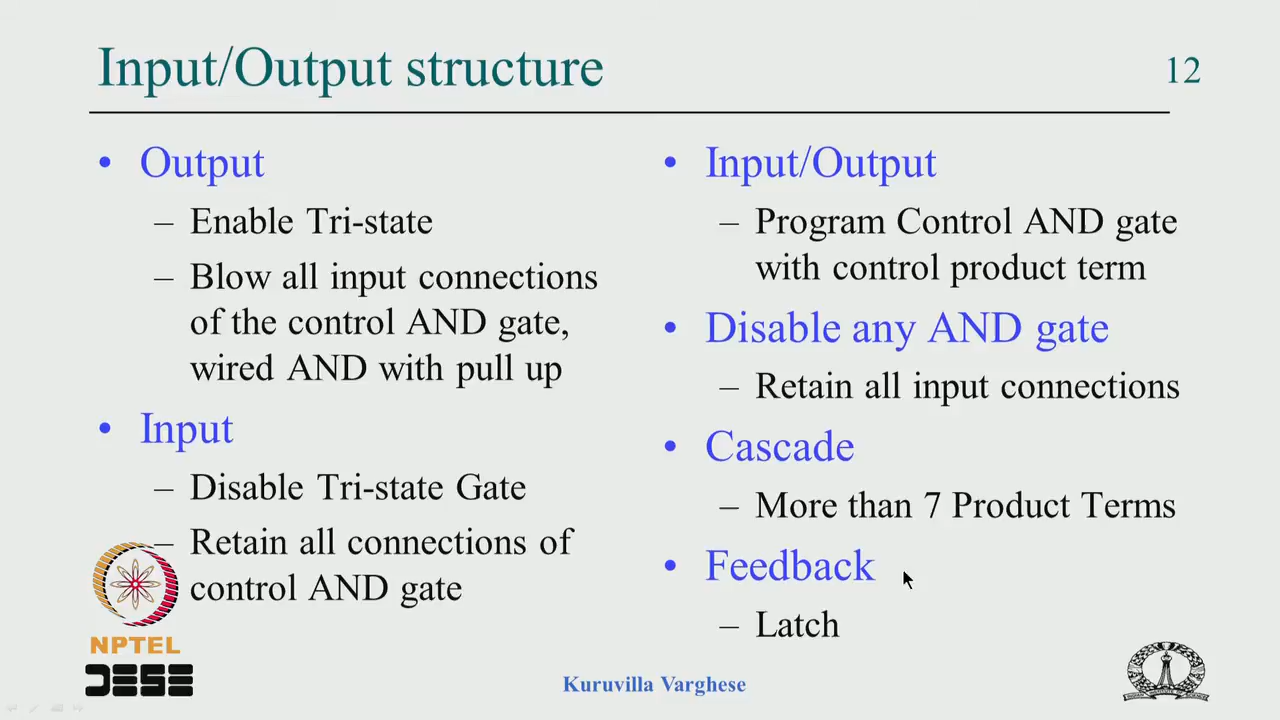 Input/Output structure
12
• Output
– Enable Tri-state
– Blow all input connections
of the control AND gate,
wired AND with pull up
• Input
– Disable Tri-state Gate
– Retain all connections of
control AND gate
• Input/Output
– Program Control AND gate
with control product term
• Disable any AND gate
– Retain all input connections
• Cascade
– More than 7 Product Terms
• Feedback
– Latch
NPTEL
DESE
Kuruvilla Varghese